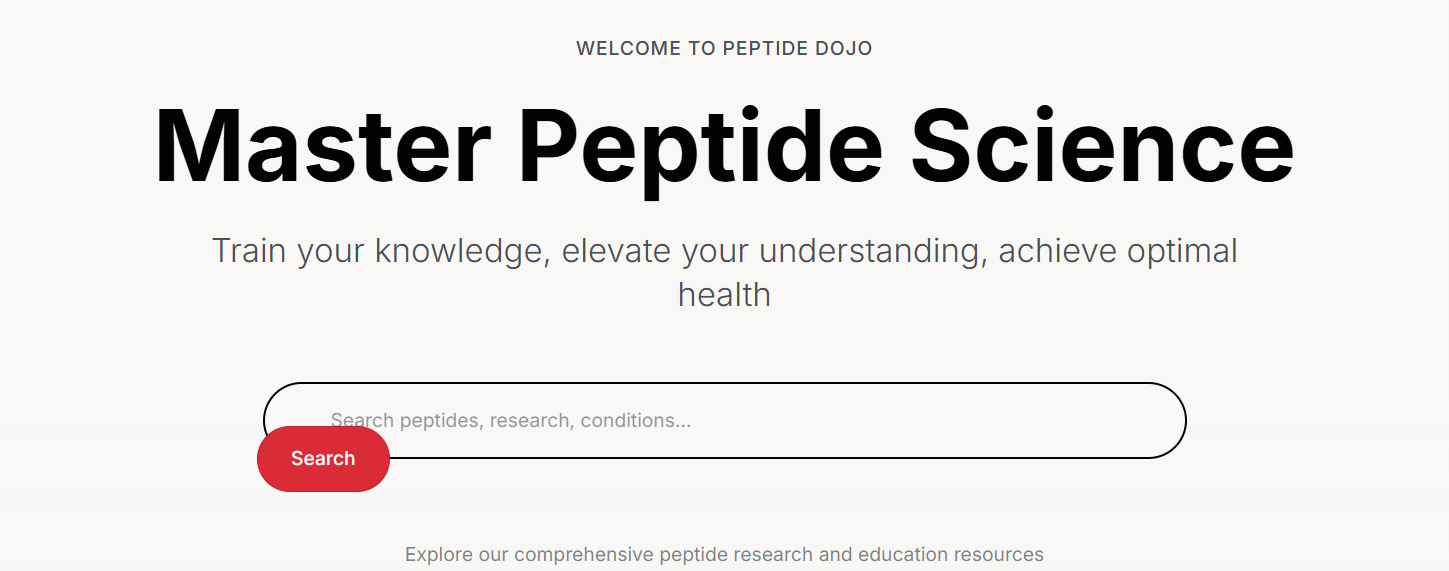 WELCOME TO PEPTIDE DOJO
Master Peptide Science
Train your knowledge, elevate your understanding, achieve optimal
health
Search peptides, research, conditions...
Search
Explore our comprehensive peptide research and education resources